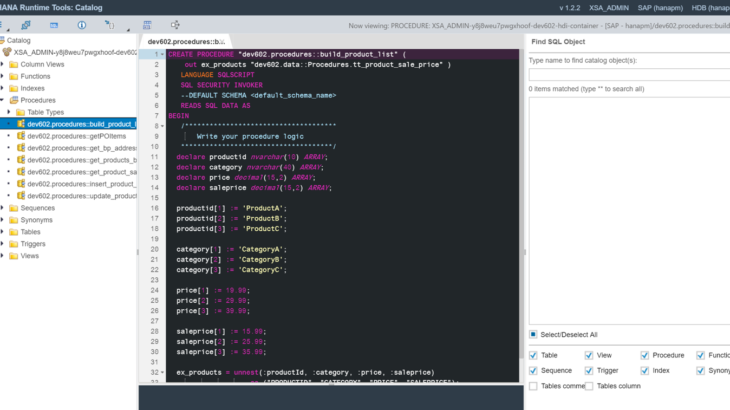 HANA Runtime Tools: Catalog
v 1.2.2 XSA_ADMIN SAP (hanapm) HDB (hanapm
Now viewing: PROCEDURE: XSA_ADMIN-y8j8weu7pwgxhoof-dev602-hdi-container - [SAP - hanapm]/dev602.procedures::build
Catalog
XSA_ADMIN-y8j8weu7pwgxhoof-dev602
Column Views
Functions
Indexes
Procedures
Table Types
dev602.procedures::build_product_l
dev602.procedures::getPOItems
dev602.procedures::get_bp_address
dev602.procedures::get_products_b
dev602.procedures::get_product_sa
dev602.procedures::insert_product_
dev602.procedures::update_product
Sequences
Synonyms
Tables
Triggers
Views
dev602.procedures::b...
1 CREATE PROCEDURE "dev602.procedures::build_product_list" (
2 out ex_products "dev602.data::Procedures.tt_product_sale_price" )
3 LANGUAGE SQLSCRIPT
4 SQL SECURITY INVOKER
5 --DEFAULT SCHEMA <default_schema_name>
6 READS SQL DATA AS
7 BEGIN
8 /*************************************
9 Write your procedure logic
10 *************************************/
11 declare productid nvarchar(10) ARRAY;
12 declare category nvarchar(40) ARRAY;
13 declare price decimal(15,2) ARRAY;
14 declare saleprice decimal(15,2) ARRAY;
15
16 productid[1] := 'ProductA';
17 productid[2] := 'ProductB';
18 productid[3] := 'ProductC';
19
20 category[1] := 'CategoryA';
21 category[2] := 'CategoryB';
22 category[3] := 'CategoryC';
23
24 price[1] := 19.99;
25 price[2] := 29.99;
26 price[3] := 39.99;
27
28 saleprice[1] := 15.99;
29 saleprice[2] := 25.99;
30 saleprice[3] := 35.99;
31
32 ex_products = unnest(:productId, :category, :price, :saleprice)
33 as ("PRODUCTID", "CATEGORY", "PRICE", "SALEPRICE");
Find SQL Object
Type name to find catalog object(s):
0 items matched (type "" to search all)
Select/Deselect All
Table View Procedure Functio
Sequence Trigger Index Synony
Tables comme Tables column